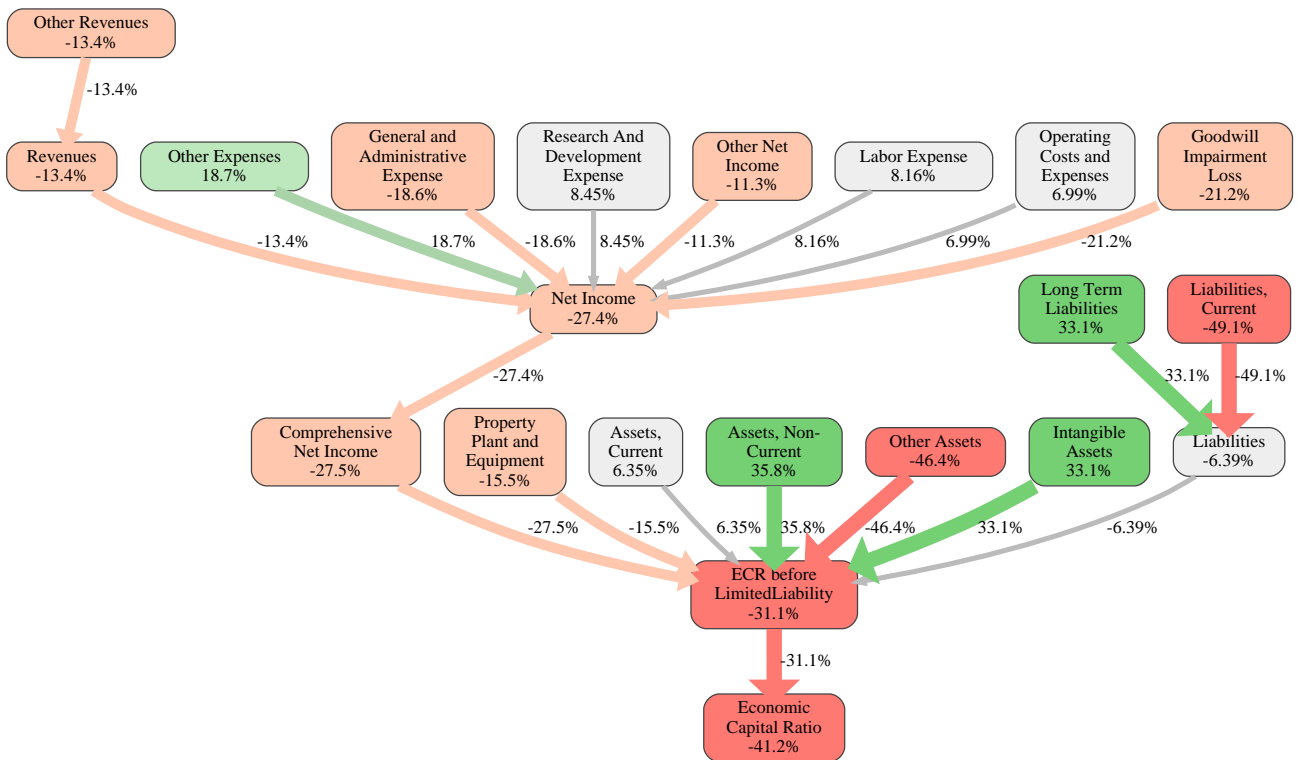 Other Revenues
-13.4%
-13.4%
Revenues
-13.4%
Other Expenses
18.7%
General and
Administrative
Expense
-18.6%
Research And
Development
Expense
8.45%
Other Net
Income
-11.3%
Labor Expense
8.16%
Operating
Costs and
Expenses
6.99%
Goodwill
Impairment
Loss
-21.2%
-13.4%
18.7%
-18.6%
8.45%
-11.3%
8.16%
6.99%
-21.2%
Net Income
-27.4%
Long Term
Liabilities
33.1%
Liabilities,
Current
-49.1%
-27.4%
33.1%
-49.1%
Comprehensive
Net Income
-27.5%
Property
Plant and
Equipment
-15.5%
Assets,
Current
6.35%
Assets, Non-
Current
35.8%
Other Assets
-46.4%
Intangible
Assets
33.1%
Liabilities
-6.39%
-27.5%
-15.5%
6.35%
35.8%
-46.4%
33.1%
-6.39%
ECR before
LimitedLiability
-31.1%
-31.1%
Economic
Capital Ratio
-41.2%